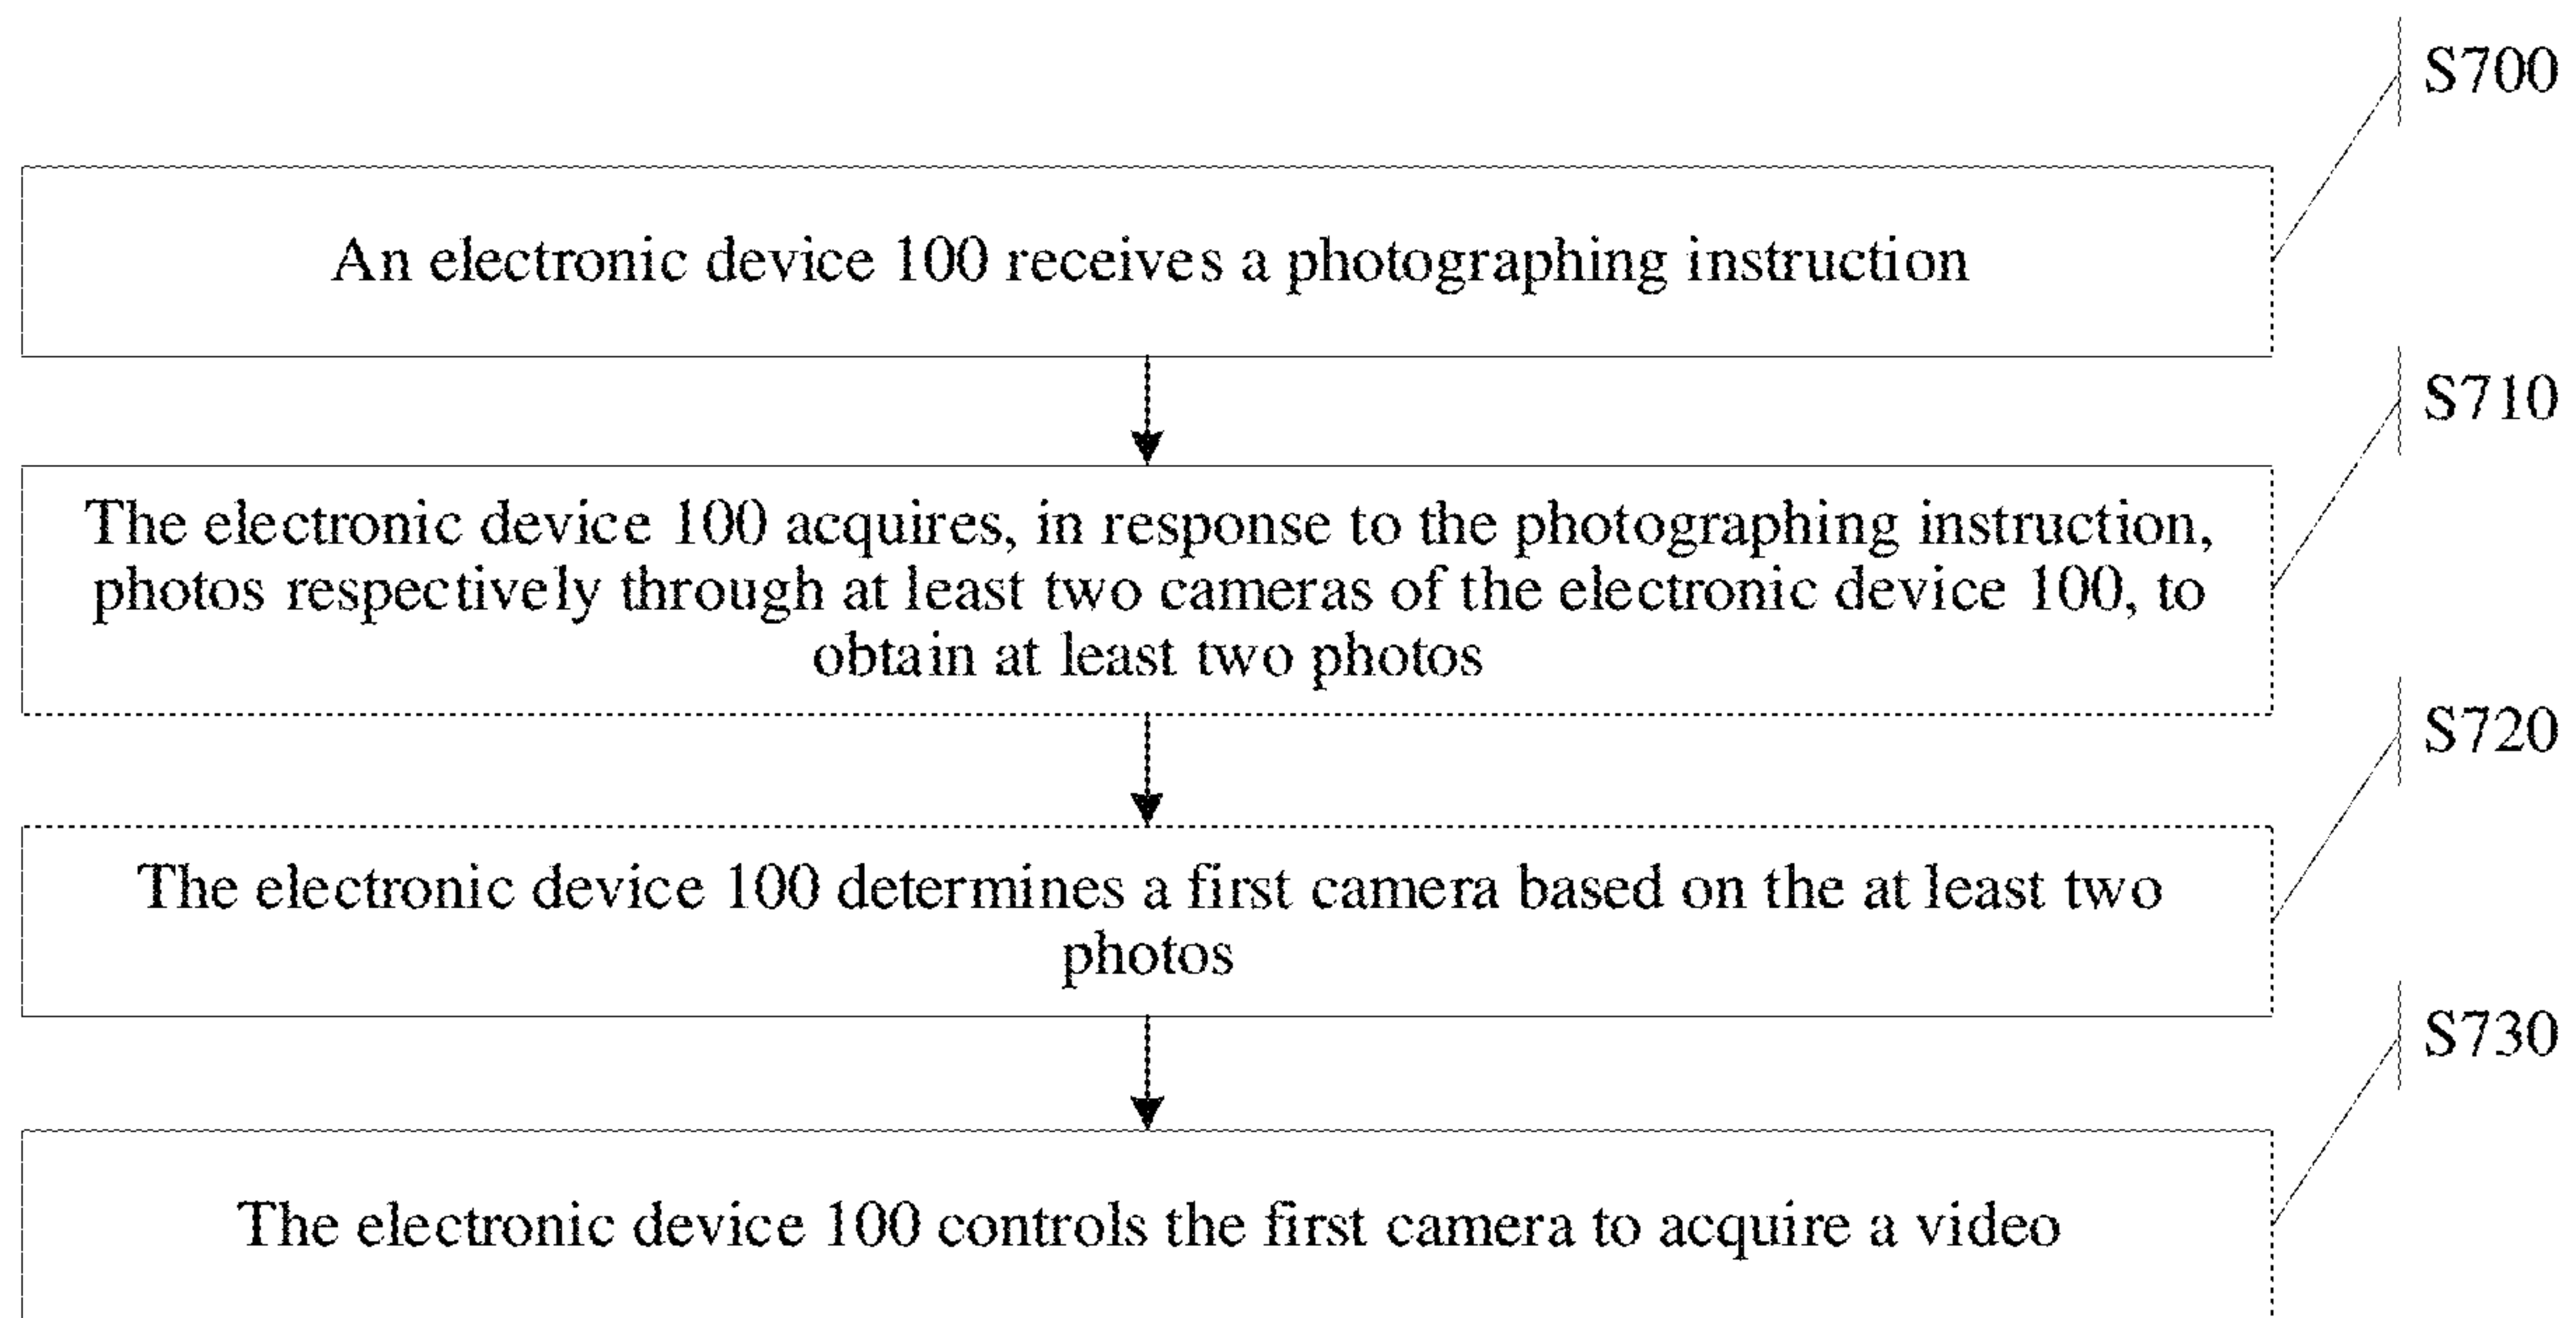 S700
An electronic device 100 receives a photographing instruction
S710
The electronic device 100 acquires, in response to the photographing instruction,
photos respectively through at least two cameras of the electronic device 100, to
obtain at least two photos
S720
The electronic device 100 determines a first camera based on the at least two
photos
S730
The electronic device 100 controls the first camera to acquire a video